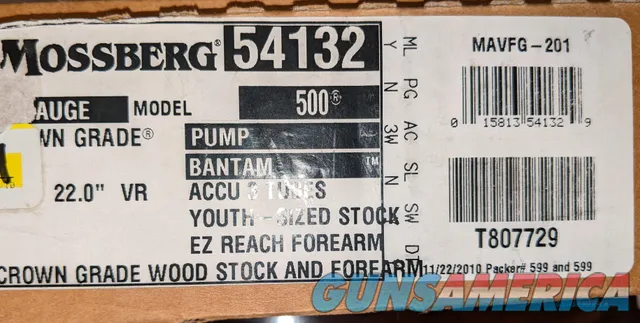 MOSSBERG® 54132
GAUGE MODEL 500®
WN GRADE® PUMP
BANTAM™
22.0" VR ACCU 3 TUBES
YOUTH-SIZED STOCK
EZ REACH FOREARM
CROWN GRADE WOOD STOCK AND FOREARM
ML PG AC SL SW
Y N 3W N
MAVFG-201
0 15813 54132 9
T807729
11/22/2010 Packer# 599 and 599
GUNSAMERICA